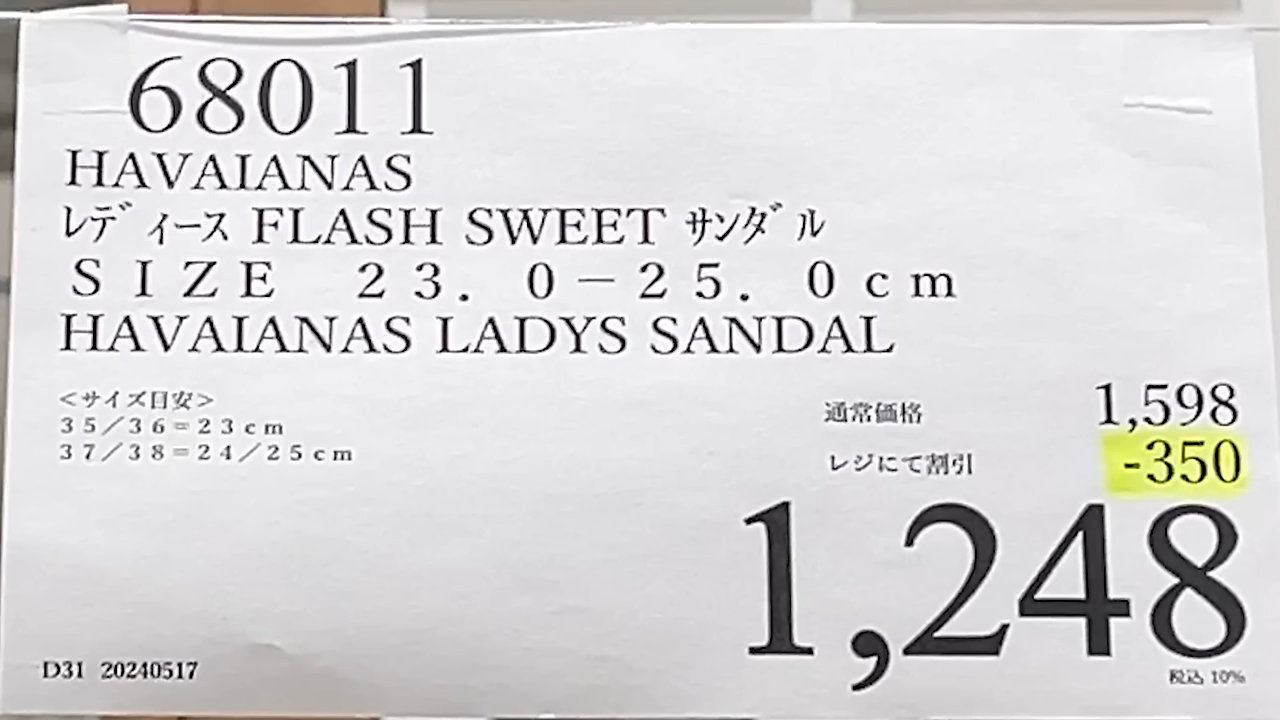 68011
HAVAIANAS
ﾚﾃﾞｨｰｽ FLASH SWEET ｻﾝﾀﾞﾙ
ＳＩＺＥ　２３．０－２５．０ｃｍ
HAVAIANAS LADYS SANDAL
＜サイズ目安＞
３５／３６＝２３ｃｍ
３７／３８＝２４／２５ｃｍ
通常価格 1,598
レジにて割引 -350
1,248
税込 10%
D31 20240517